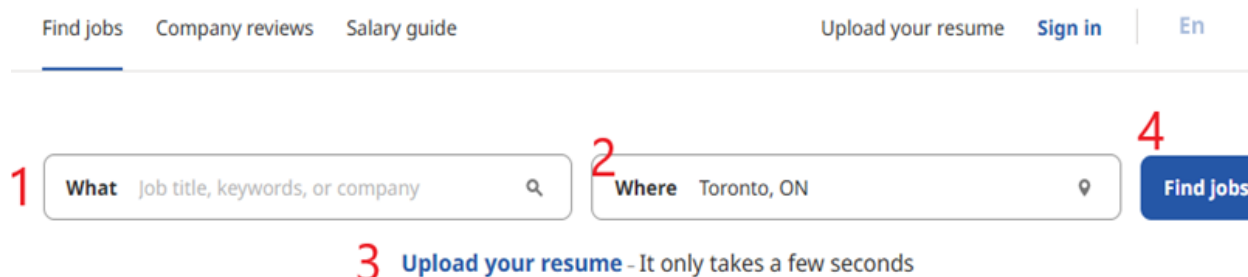 Find jobs Company reviews Salary guide Upload your resume Sign in En
4
2
1 What Job title, keywords, or company Where Toronto, ON Find jobs
3 Upload your resume - It only takes a few seconds